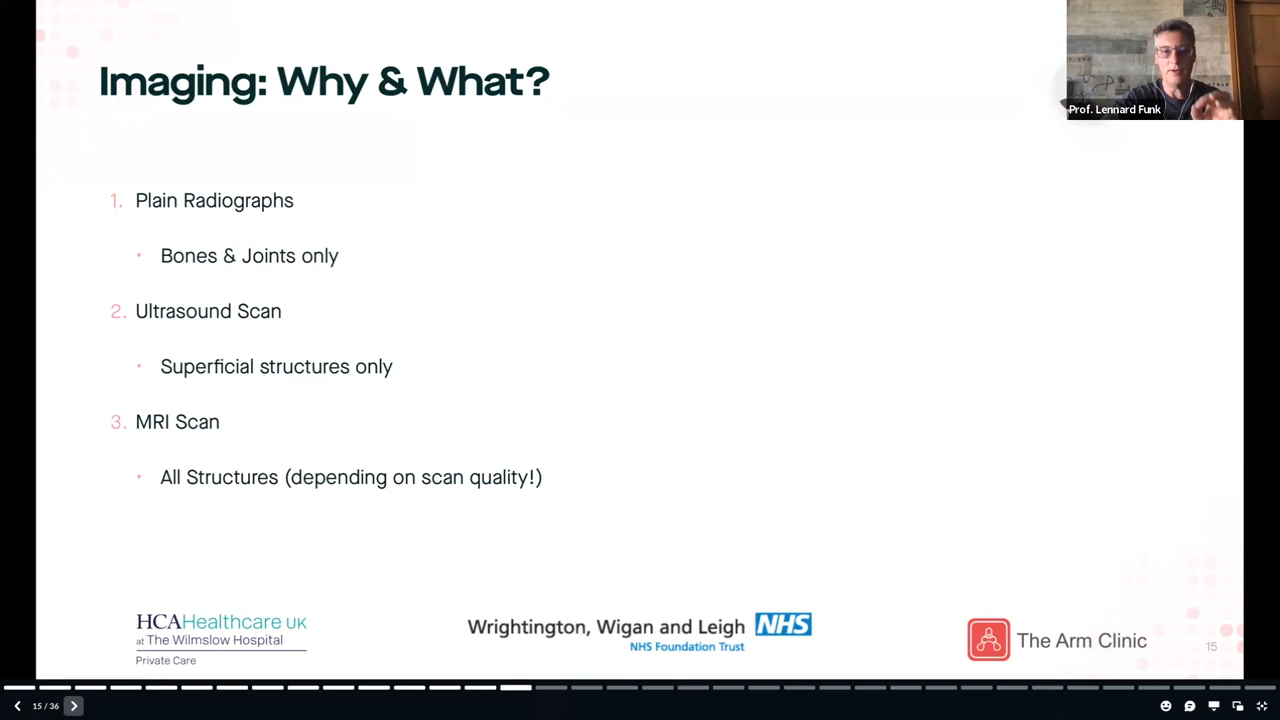 Imaging: Why & What?
Prof. Lennard Funk
1. Plain Radiographs
· Bones & Joints only
2. Ultrasound Scan
· Superficial structures only
3. MRI Scan
· All Structures (depending on scan quality!)
HCAHealthcare UK
at The Wilmslow Hospital
Private Care
Wrightington, Wigan and Leigh NHS
NHS Foundation Trust
The Arm Clinic
15
15 / 36